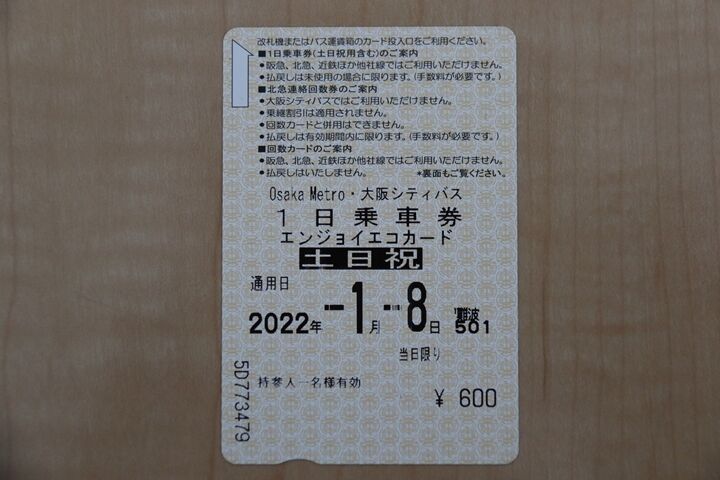 改札機またはバス運賃箱のカード投入口をご利用ください。
■1日乗車券(土日祝用含む)のご案内
・阪急、北急、近鉄ほか他社線ではご利用いただけません。
・払戻しは未使用の場合に限ります。(手数料が必要です。)
■北急連絡回数券のご案内
・大阪シティバスではご利用いただけません。
・乗継割引は適用されません。
・回数カードと併用はできません。
・払戻しは有効期間内に限ります。(手数料が必要です。)
■回数カードのご案内
・阪急、北急、近鉄ほか他社線ではご利用いただけません。
・払戻しはいたしません。 *裏面もご覧ください。
Osaka Metro・大阪シティバス
1日乗車券
エンジョイエコカード
土日祝
通用日
2022年 -1月 -8日 難波 501
当日限り
持参人一名様有効
¥ 600
5D773479